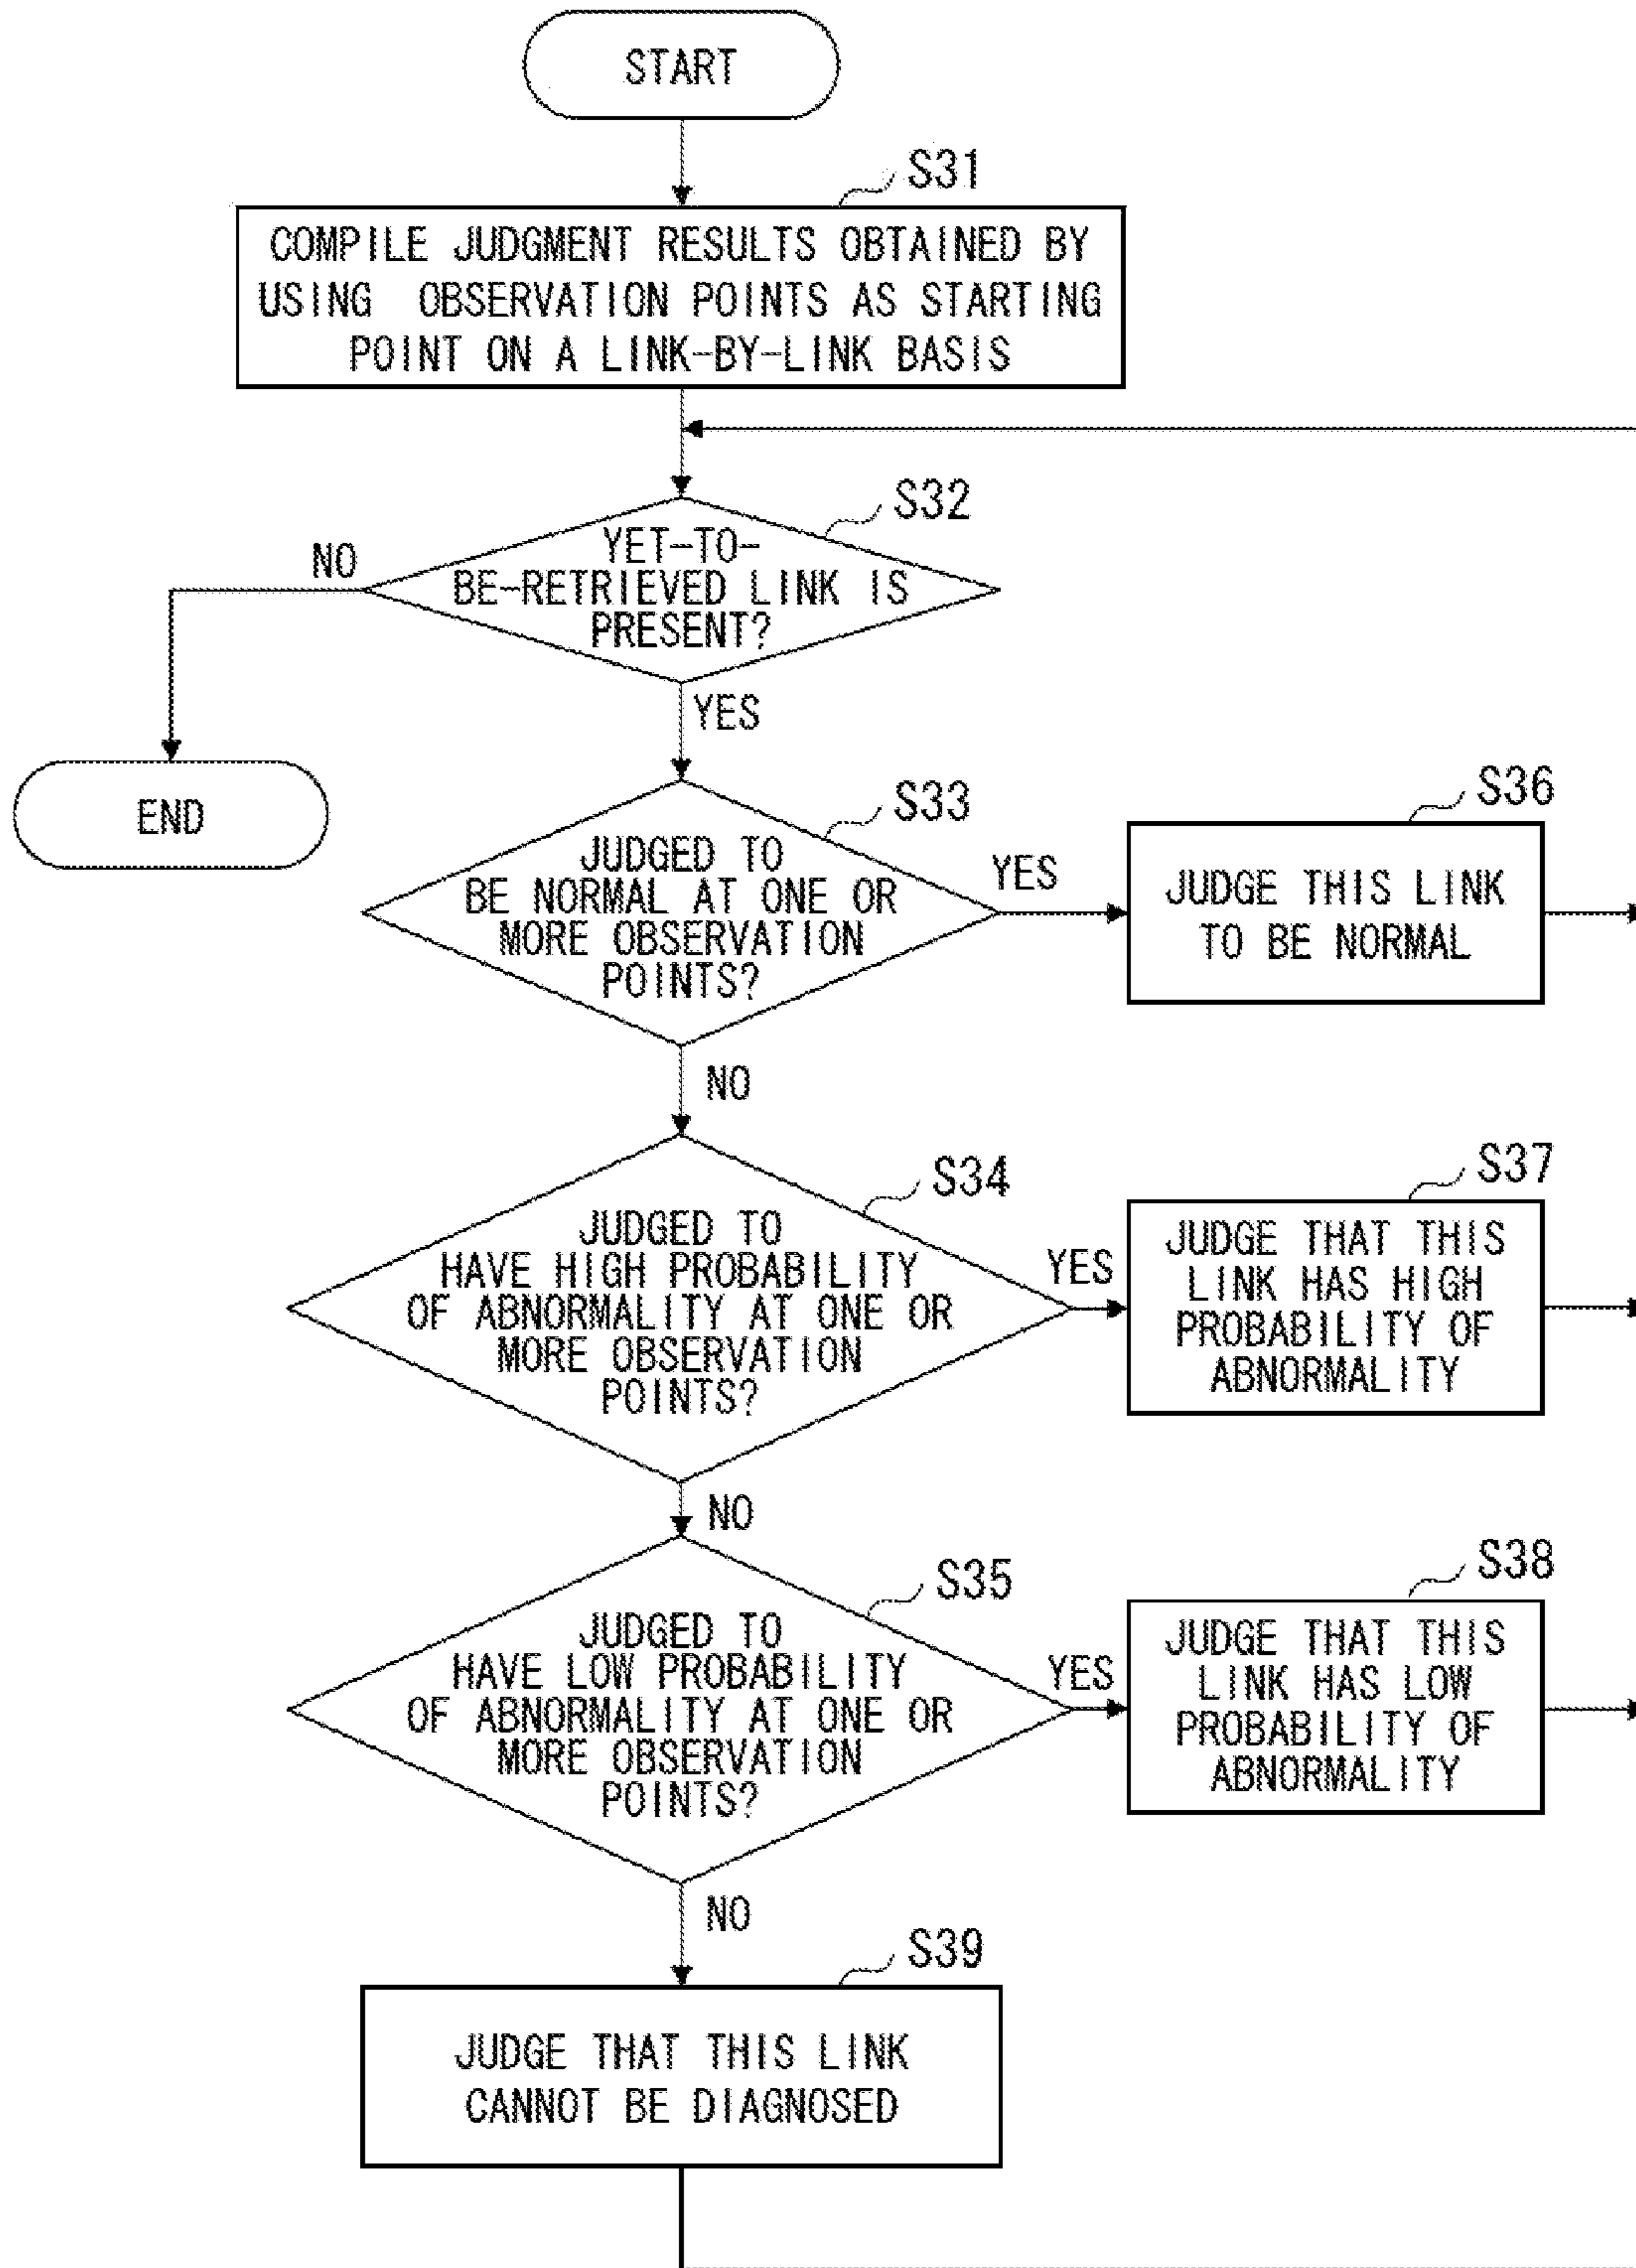 START
S31
COMPILE JUDGMENT RESULTS OBTAINED BY
USING OBSERVATION POINTS AS STARTING
POINT ON A LINK-BY-LINK BASIS
S32
YET-TO-
BE-RETRIEVED LINK IS
PRESENT?
NO
YES
END
S33
JUDGED TO
BE NORMAL AT ONE OR
MORE OBSERVATION
POINTS?
YES
S36
JUDGE THIS LINK
TO BE NORMAL
NO
S34
JUDGED TO
HAVE HIGH PROBABILITY
OF ABNORMALITY AT ONE OR
MORE OBSERVATION
POINTS?
YES
S37
JUDGE THAT THIS
LINK HAS HIGH
PROBABILITY OF
ABNORMALITY
NO
S35
JUDGED TO
HAVE LOW PROBABILITY
OF ABNORMALITY AT ONE OR
MORE OBSERVATION
POINTS?
YES
S38
JUDGE THAT THIS
LINK HAS LOW
PROBABILITY OF
ABNORMALITY
NO
S39
JUDGE THAT THIS LINK
CANNOT BE DIAGNOSED